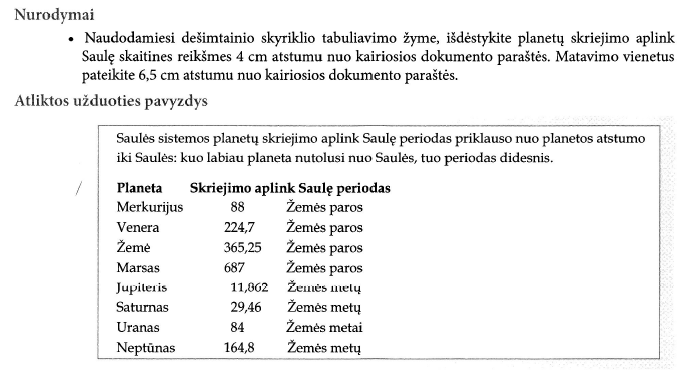 Nurodymai
• Naudodamiesi dešimtainio skyriklio tabuliavimo žyme, išdėstykite planetų skriejimo aplink
Saulę skaitines reikšmes 4 cm atstumu nuo kairiosios dokumento paraštės. Matavimo vienetus
pateikite 6,5 cm atstumu nuo kairiosios dokumento paraštės.
Atliktos užduoties pavyzdys
Saulės sistemos planetų skriejimo aplink Saulę periodas priklauso nuo planetos atstumo
iki Saulės: kuo labiau planeta nutolusi nuo Saulės, tuo periodas didesnis.
Planeta Skriejimo aplink Saulę periodas
Merkurijus 88 Žemės paros
Venera 224,7 Žemės paros
Žemė 365,25 Žemės paros
Marsas 687 Žemės paros
Jupiteris 11,862 Žemės metų
Saturnas 29,46 Žemės metų
Uranas 84 Žemės metai
Neptūnas 164,8 Žemės metų